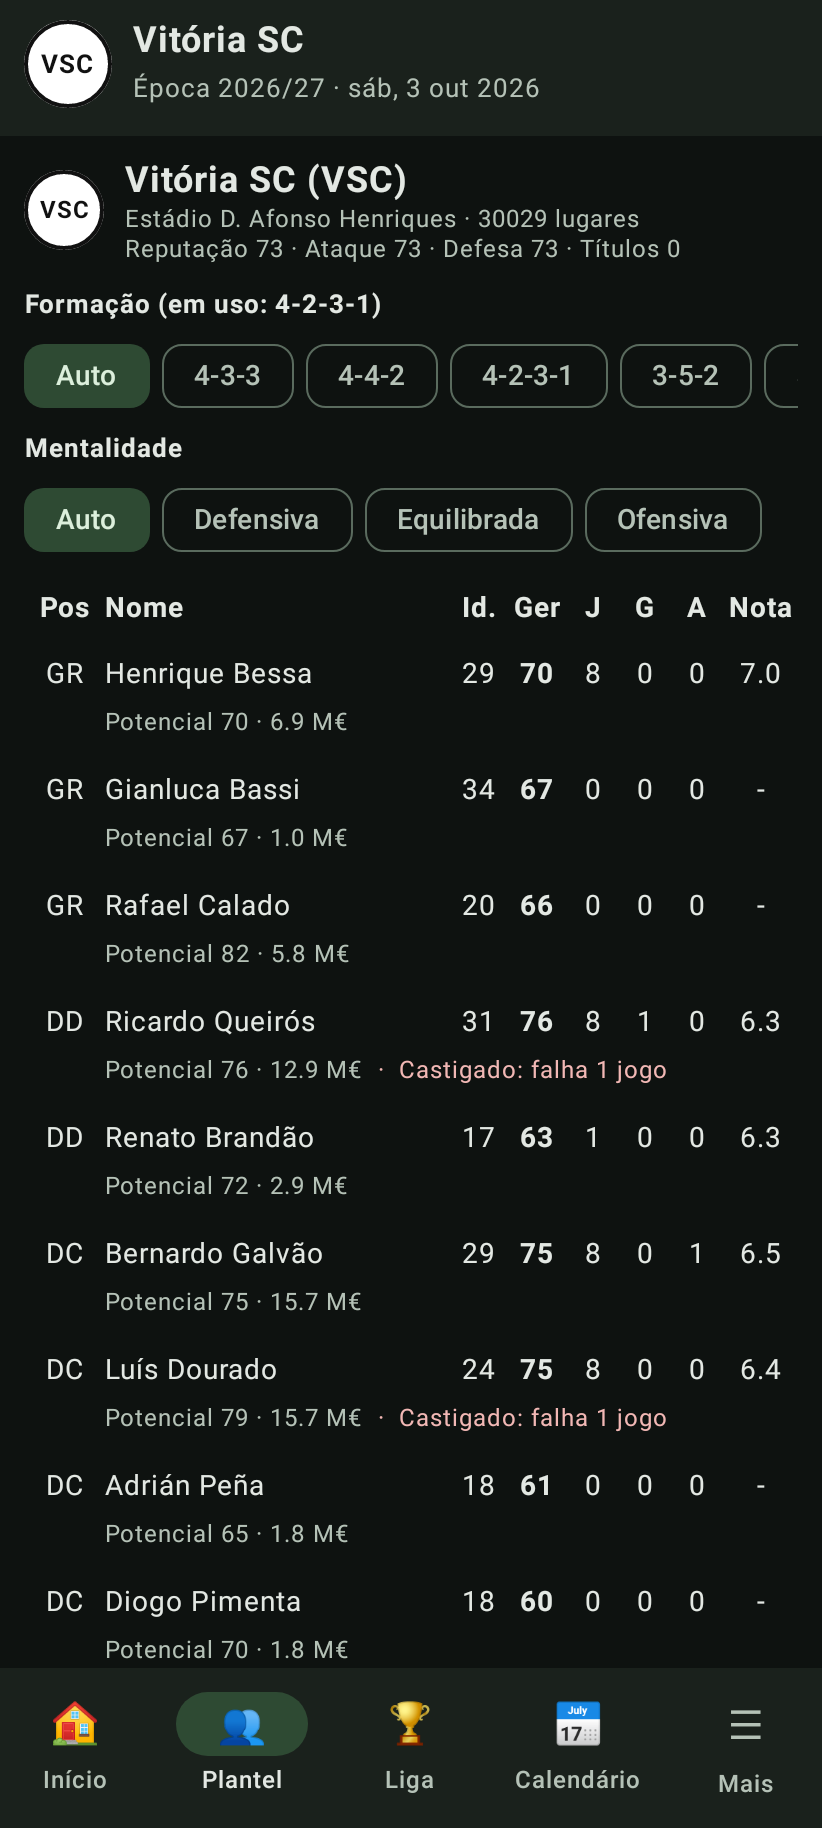 VSC
Vitória SC
Época 2026/27 · sáb, 3 out 2026
VSC
Vitória SC (VSC)
Estádio D. Afonso Henriques · 30029 lugares
Reputação 73 · Ataque 73 · Defesa 73 · Títulos 0
Formação (em uso: 4-2-3-1)
Auto 4-3-3 4-4-2 4-2-3-1 3-5-2
Mentalidade
Auto Defensiva Equilibrada Ofensiva
Pos Nome Id. Ger J G A Nota
GR Henrique Bessa 29 70 8 0 0 7.0
Potencial 70 · 6.9 M€
GR Gianluca Bassi 34 67 0 0 0 -
Potencial 67 · 1.0 M€
GR Rafael Calado 20 66 0 0 0 -
Potencial 82 · 5.8 M€
DD Ricardo Queirós 31 76 8 1 0 6.3
Potencial 76 · 12.9 M€ · Castigado: falha 1 jogo
DD Renato Brandão 17 63 1 0 0 6.3
Potencial 72 · 2.9 M€
DC Bernardo Galvão 29 75 8 0 1 6.5
Potencial 75 · 15.7 M€
DC Luís Dourado 24 75 8 0 0 6.4
Potencial 79 · 15.7 M€ · Castigado: falha 1 jogo
DC Adrián Peña 18 61 0 0 0 -
Potencial 65 · 1.8 M€
DC Diogo Pimenta 18 60 0 0 0 -
Potencial 70 · 1.8 M€
July
17
Início Plantel Liga Calendário Mais